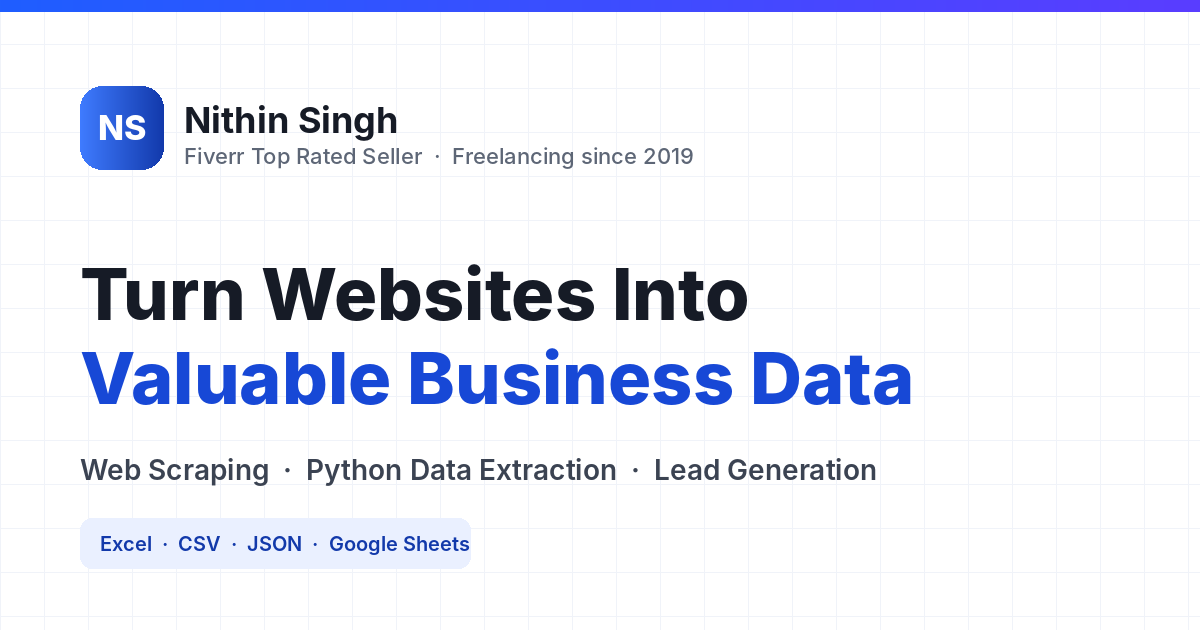 NS
Nithin Singh
Fiverr Top Rated Seller · Freelancing since 2019
Turn Websites Into
Valuable Business Data
Web Scraping · Python Data Extraction · Lead Generation
Excel · CSV · JSON · Google Sheets